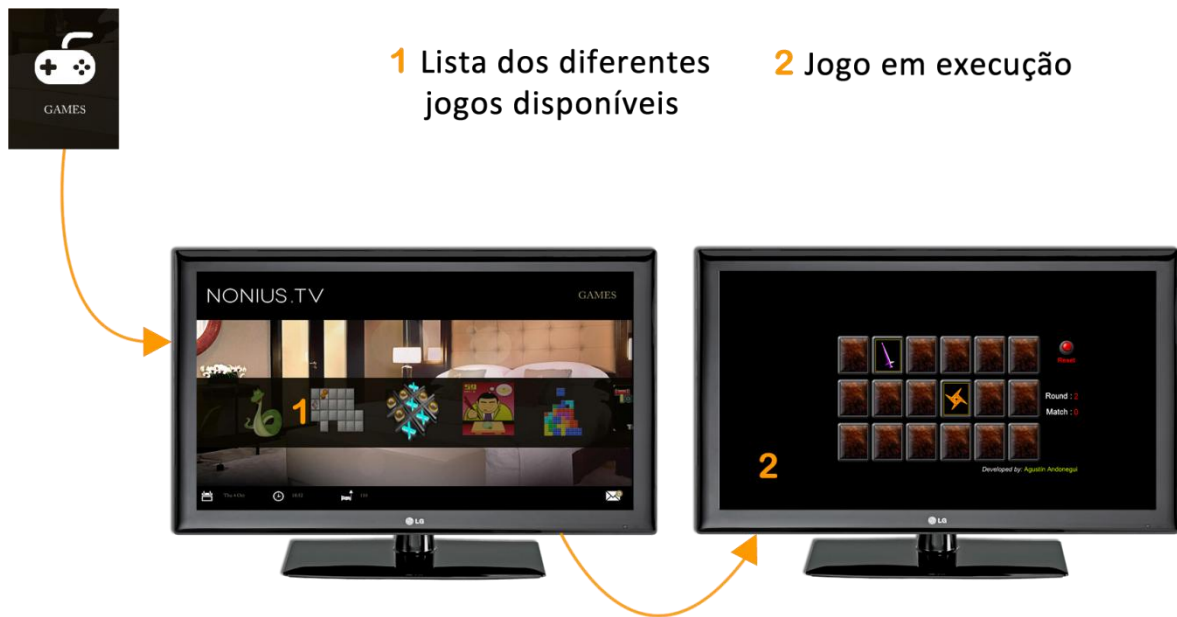 GAMES
1 Lista dos diferentes
jogos disponíveis
2 Jogo em execução
NONIUS.TV
GAMES
1
LG
Reset
Round : 2
Match : 0
2
Developed by: Agustín Andonegui
LG